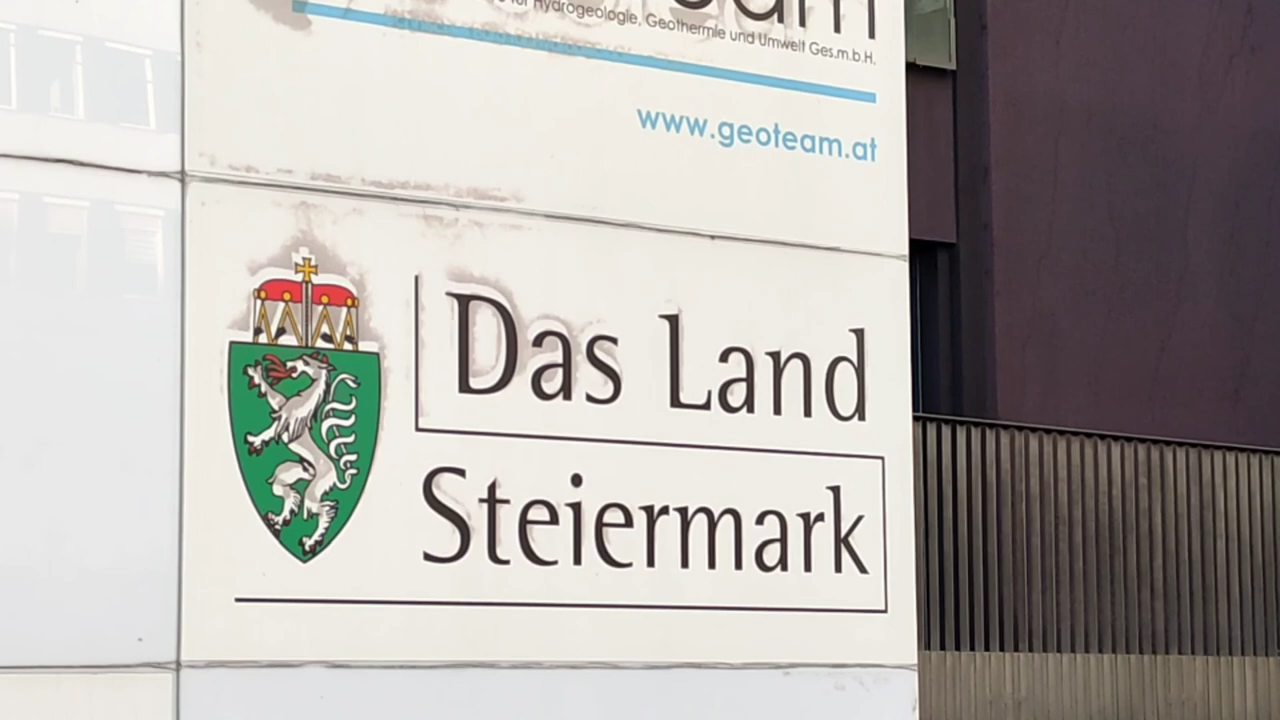 für Hydrogeologie, Geothermie und Umwelt Ges.m.b.H.
www.geoteam.at
Das Land
Steiermark